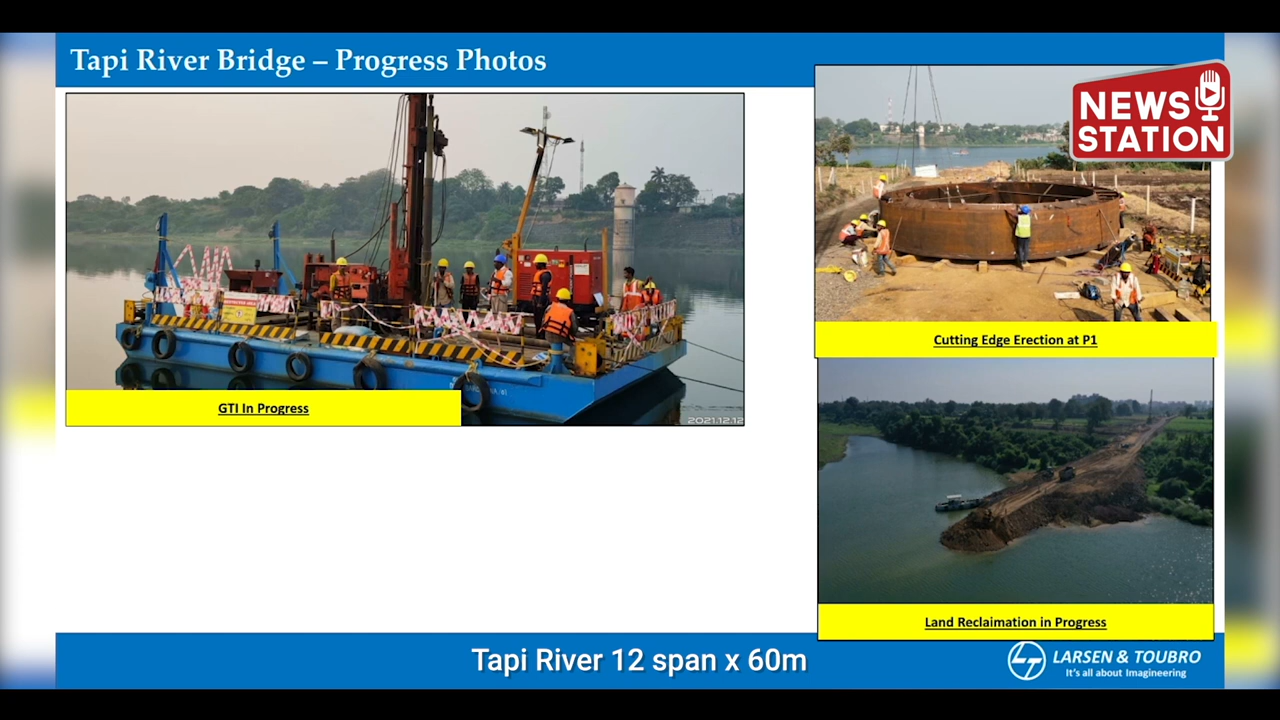 Tapi River Bridge – Progress Photos
NEWS
STATION
GTI In Progress
2021.12.12
Cutting Edge Erection at P1
Land Reclaimation in Progress
Tapi River 12 span x 60m
LARSEN & TOUBRO
It's all about Imagineering